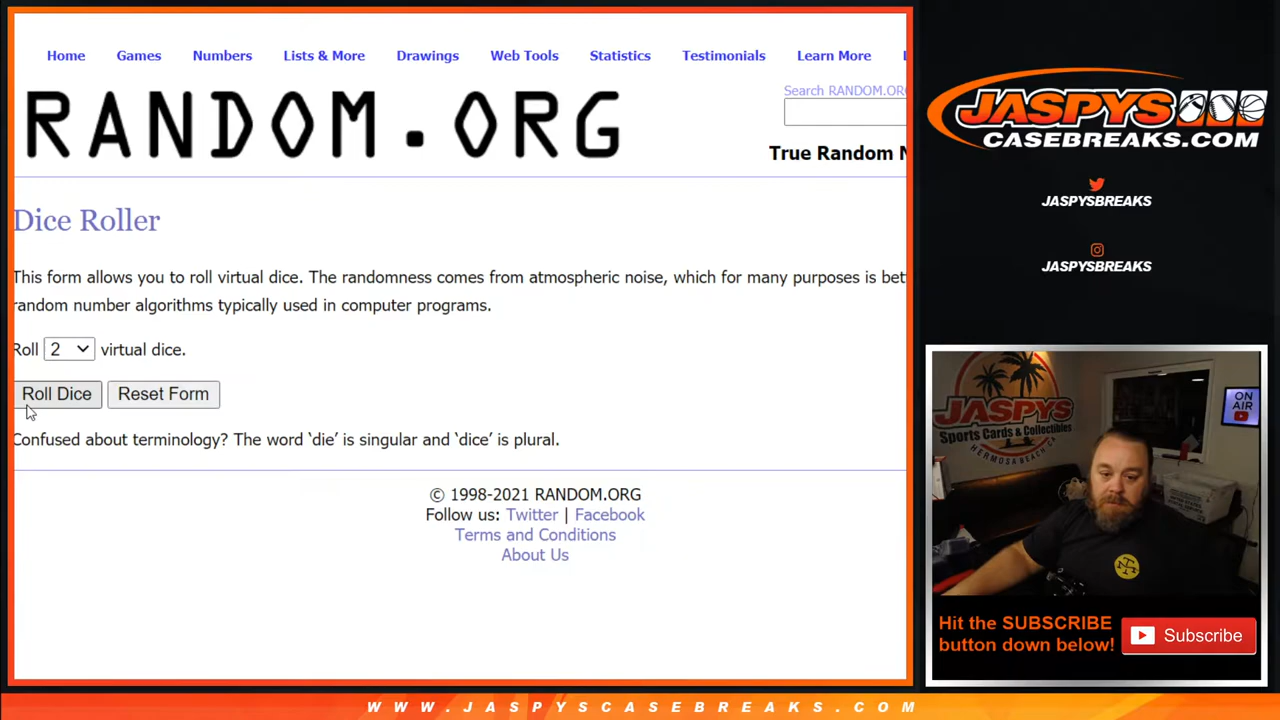 Home Games Numbers Lists & More Drawings Web Tools Statistics Testimonials Learn More
RANDOM.ORG
Search RANDOM.ORG
True Random
Dice Roller
This form allows you to roll virtual dice. The randomness comes from atmospheric noise, which for many purposes is
random number algorithms typically used in computer programs.
Roll 2 virtual dice.
Roll Dice Reset Form
Confused about terminology? The word ‘die’ is singular and ‘dice’ is plural.
© 1998-2021 RANDOM.ORG
Follow us: Twitter | Facebook
Terms and Conditions
About Us
JASPYS
CASEBREAKS.COM
JASPYSBREAKS
JASPYSBREAKS
JASPYS
Sports Cards & Collectibles
HERMOSA BEACH, CA
ON
AIR
Hit the SUBSCRIBE
button down below!
Subscribe
WWW.JASPYSCASEBREAKS.COM